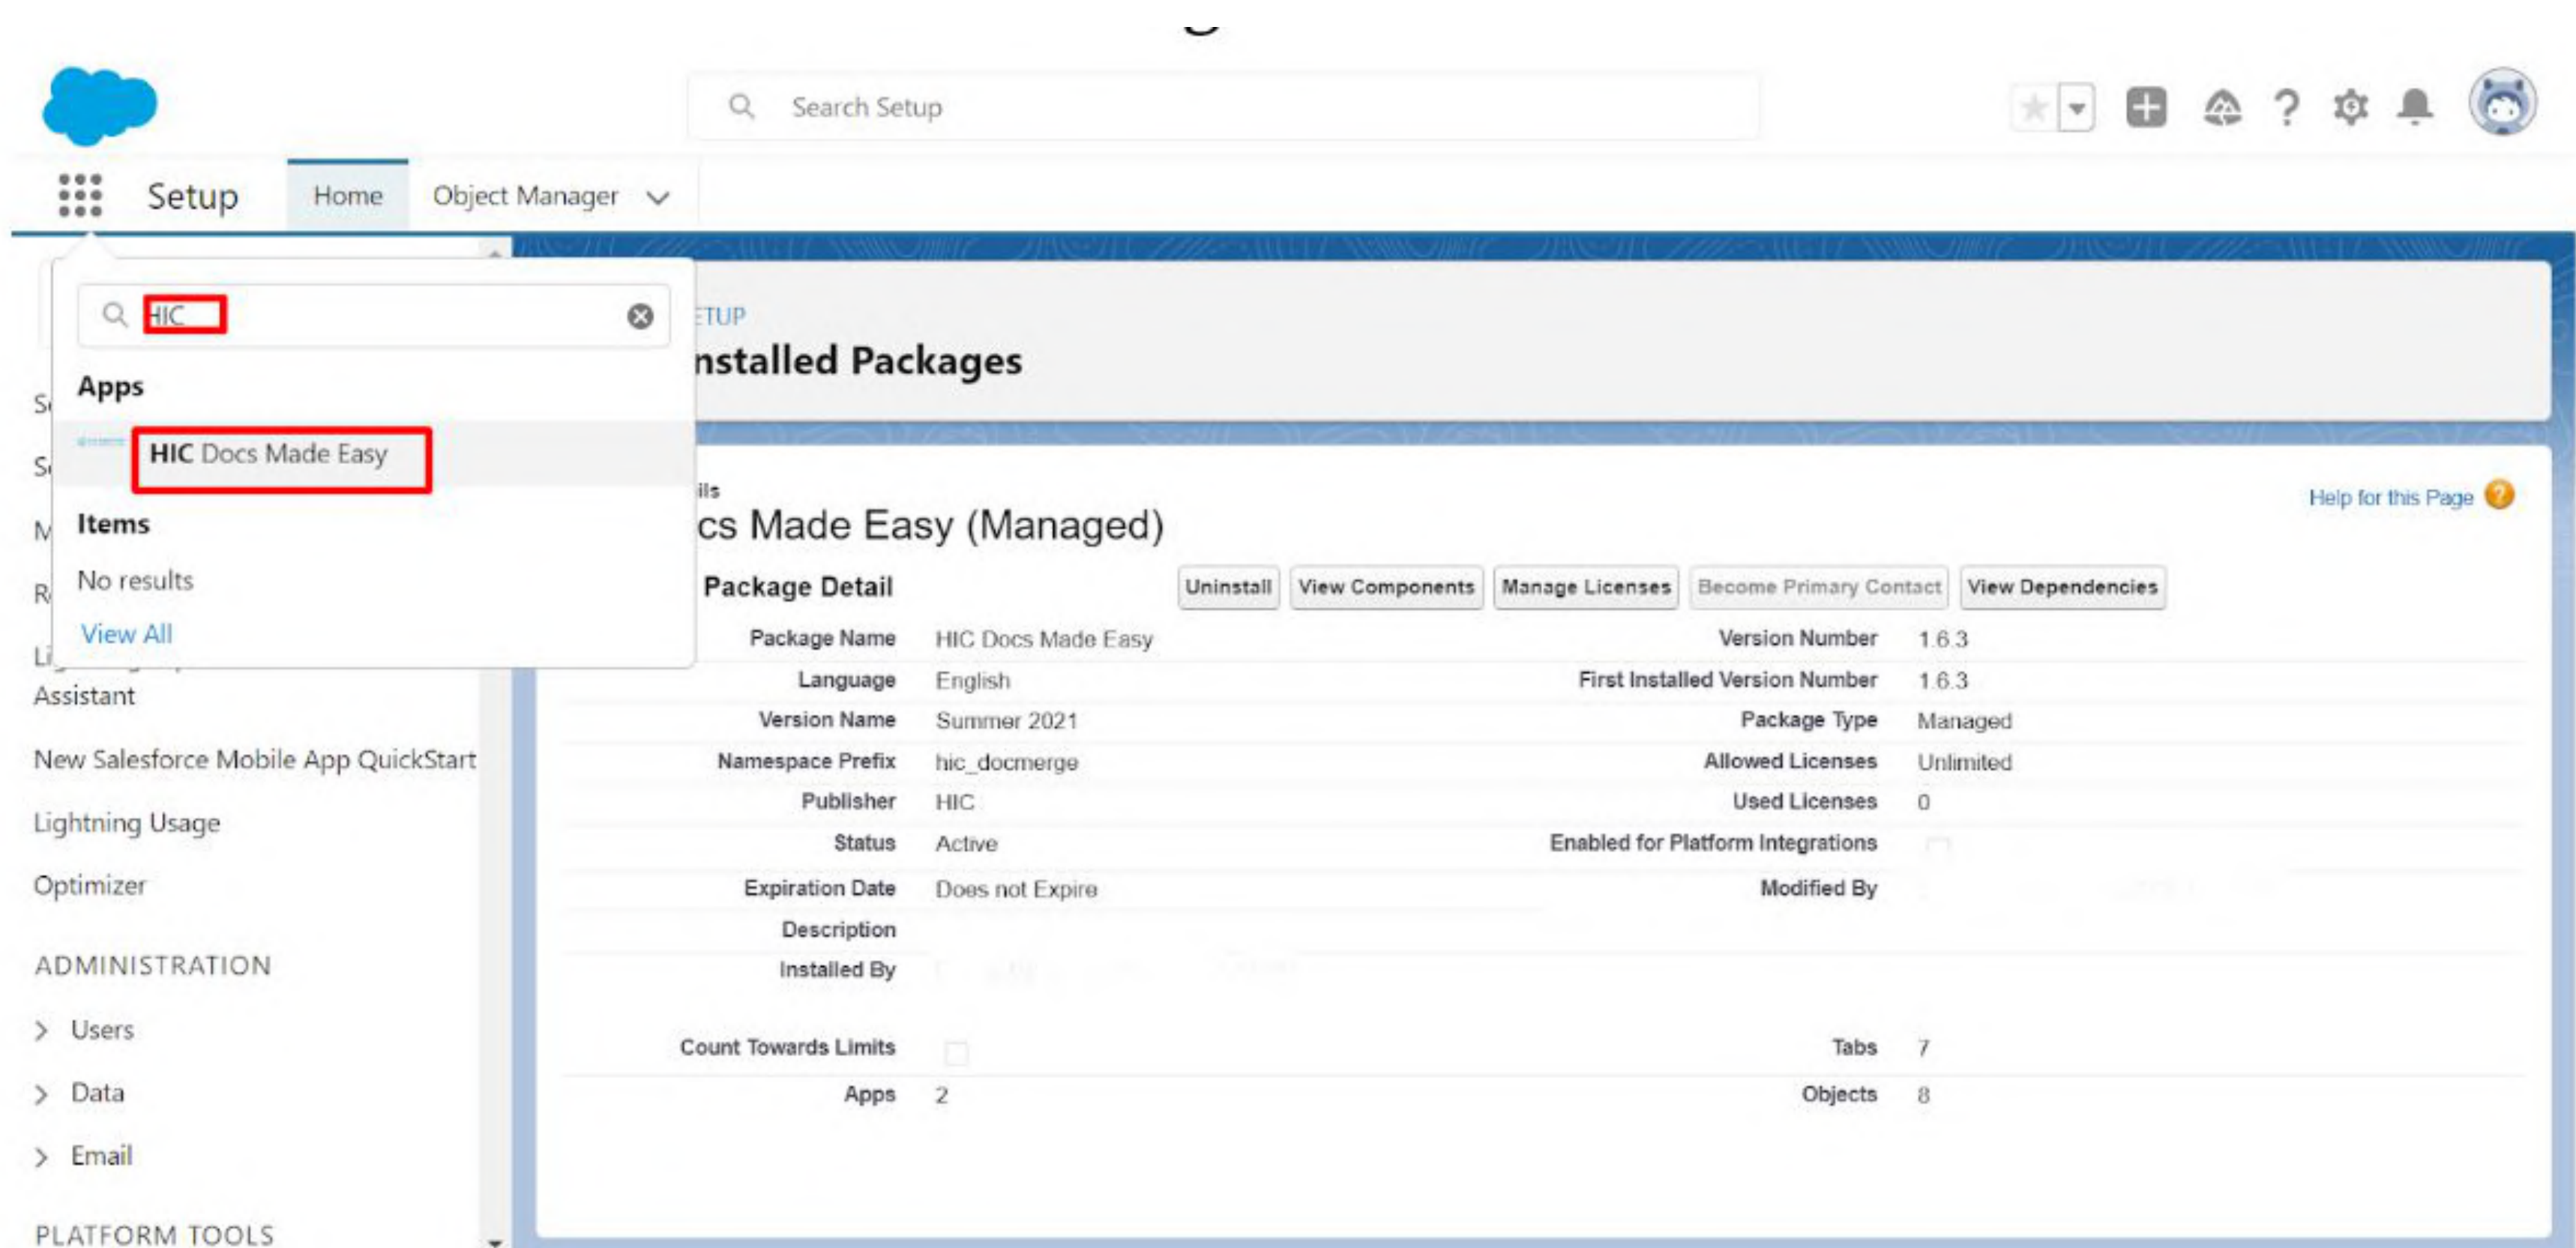 Search Setup
Setup
Home
Object Manager
HIC
Apps
HIC Docs Made Easy
Items
No results
View All
Assistant
New Salesforce Mobile App QuickStart
Lightning Usage
Optimizer
ADMINISTRATION
Users
Data
Email
PLATFORM TOOLS
ETUP
nstalled Packages
ils
cs Made Easy (Managed)
Help for this Page
Package Detail
Uninstall
View Components
Manage Licenses
Become Primary Contact
View Dependencies
Package Name HIC Docs Made Easy
Version Number 1.6.3
Language English
First Installed Version Number 1.6.3
Version Name Summer 2021
Package Type Managed
Namespace Prefix hic_docmerge
Allowed Licenses Unlimited
Publisher HIC
Used Licenses 0
Status Active
Enabled for Platform Integrations
Expiration Date Does not Expire
Modified By
Description
Installed By
Count Towards Limits
Tabs 7
Apps 2
Objects 8